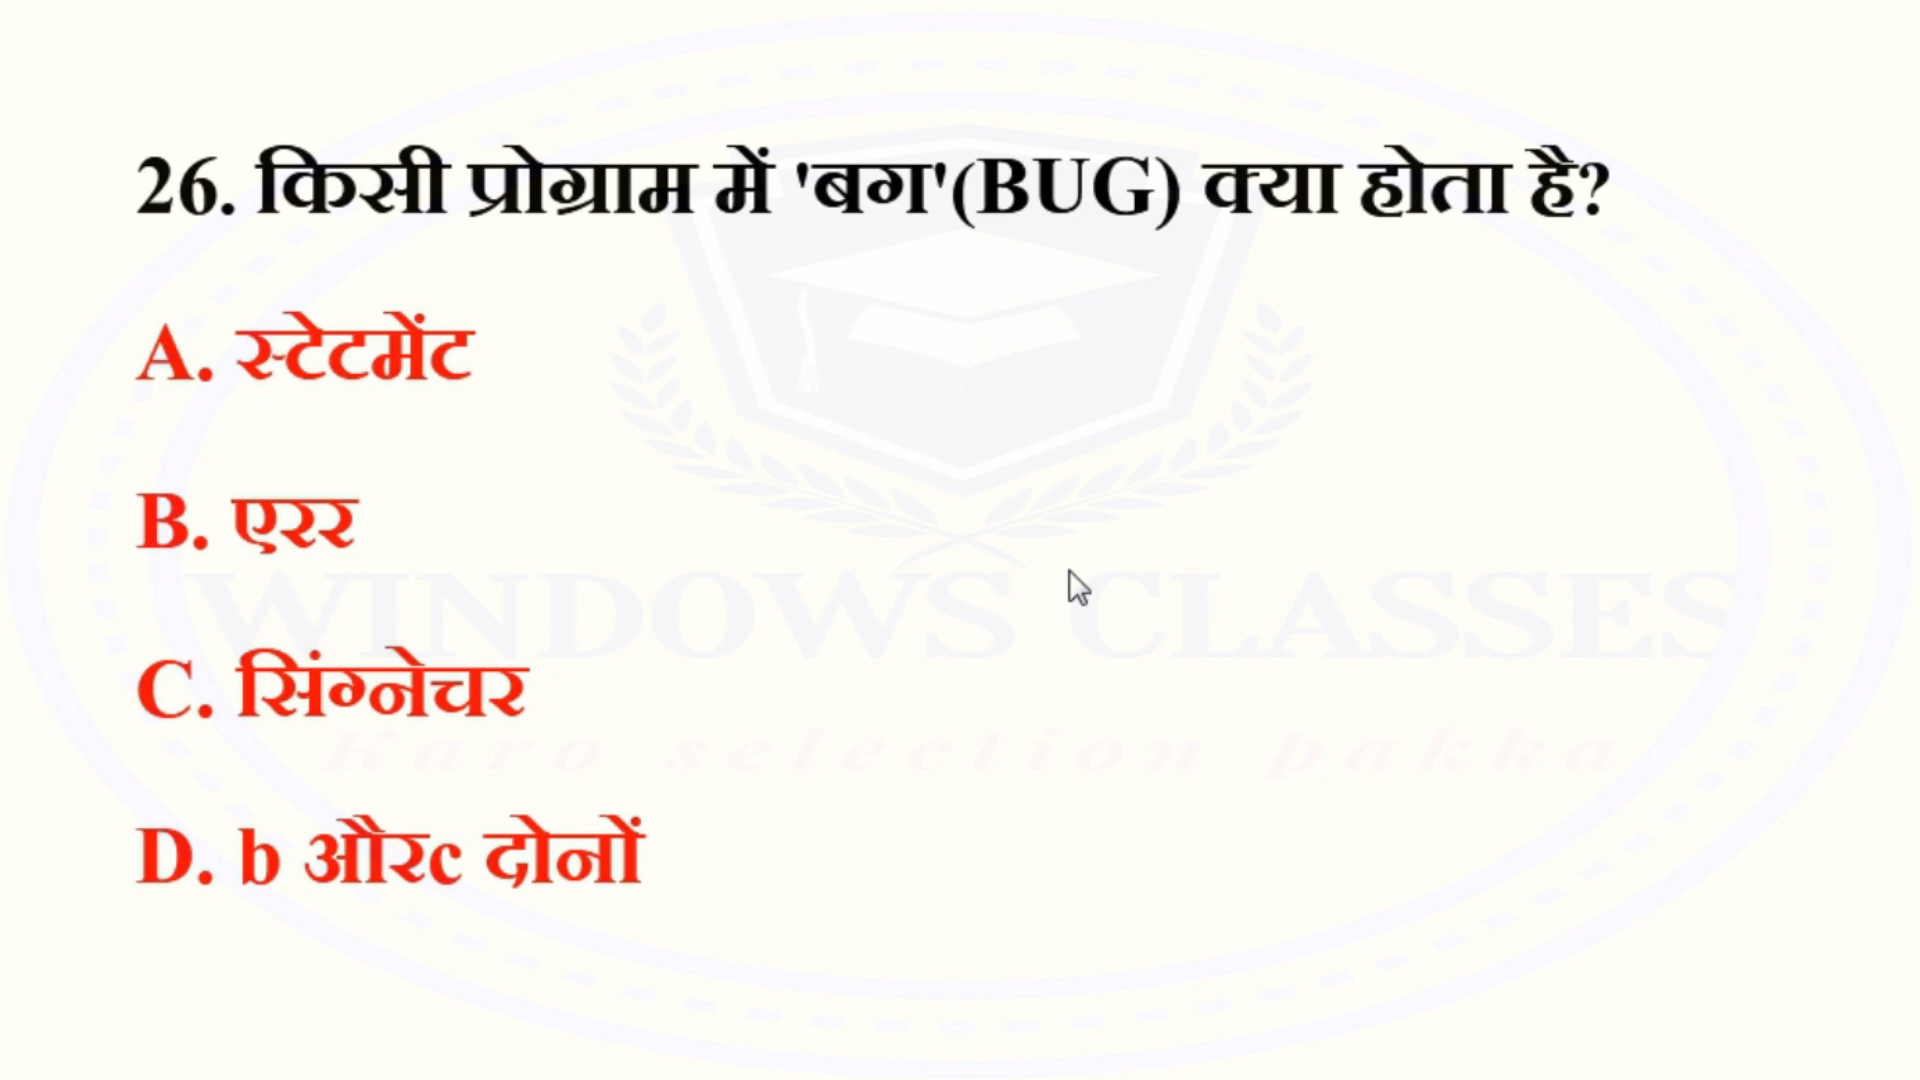 26. किसी प्रोग्राम में 'बग'(BUG) क्या होता है?
A. स्टेटमेंट
B. एरर
WINDOWS CLASSES
C. सिंग्नेचर
Karo selection pakka
D. b औरc दोनों